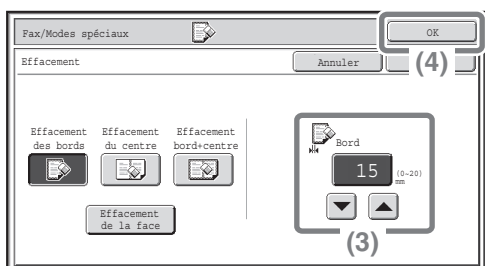 Fax/Modes spéciaux
OK
Effacement
Annuler
(4)
Effacement
des bords
Effacement
du centre
Effacement
bord+centre
Effacement
de la face
Bord
15
(0~20)
mm
(3)